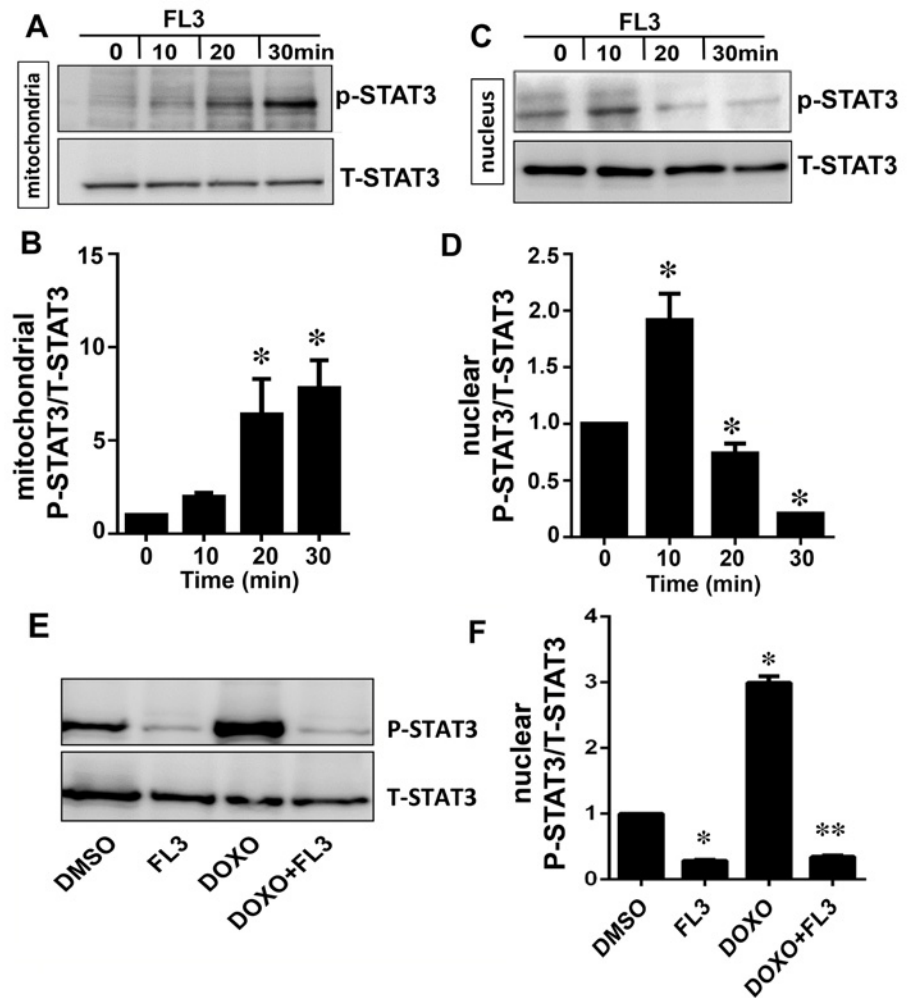 A
FL3
0 10 20 30min
mitochondria
p-STAT3
T-STAT3
C
FL3
0 10 20 30min
nucleus
p-STAT3
T-STAT3
B
mitochondrial
P-STAT3/T-STAT3
15
10
5
0
* *
0 10 20 30
Time (min)
D
nuclear
P-STAT3/T-STAT3
2.5
2.0
1.5
1.0
0.5
0
* * *
0 10 20 30
Time (min)
E
P-STAT3
T-STAT3
DMSO FL3 DOXO DOXO+FL3
F
nuclear
P-STAT3/T-STAT3
4
3
2
1
0
* * **
DMSO FL3 DOXO DOXO+FL3